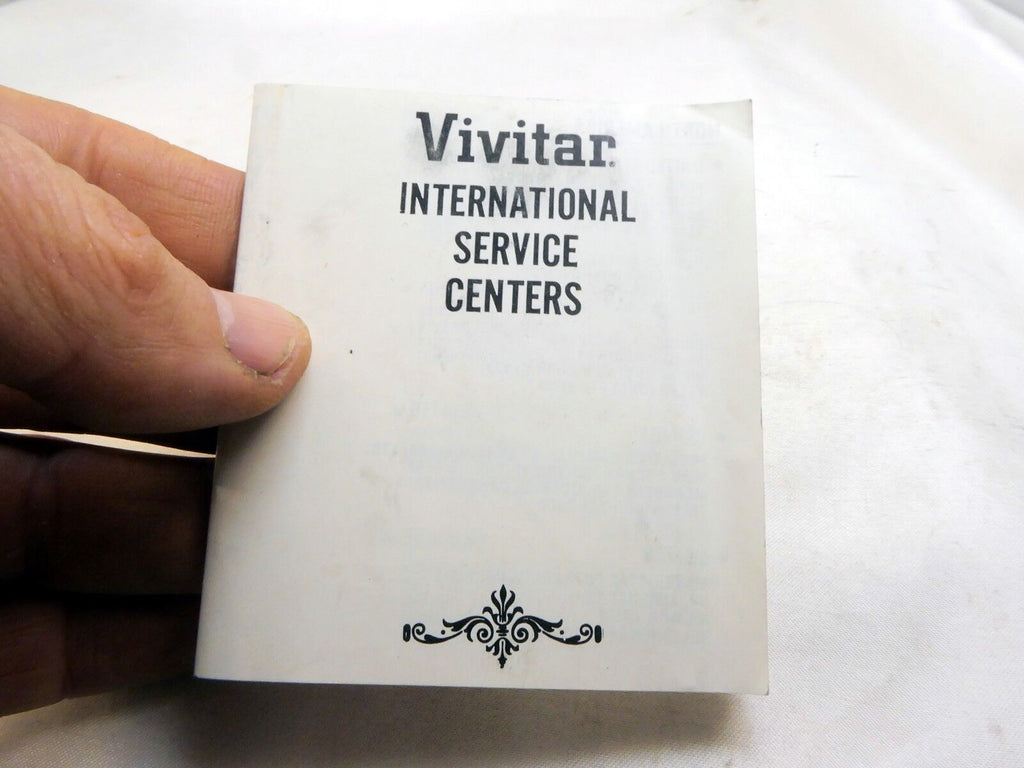 Vivitar.
INTERNATIONAL
SERVICE
CENTERS